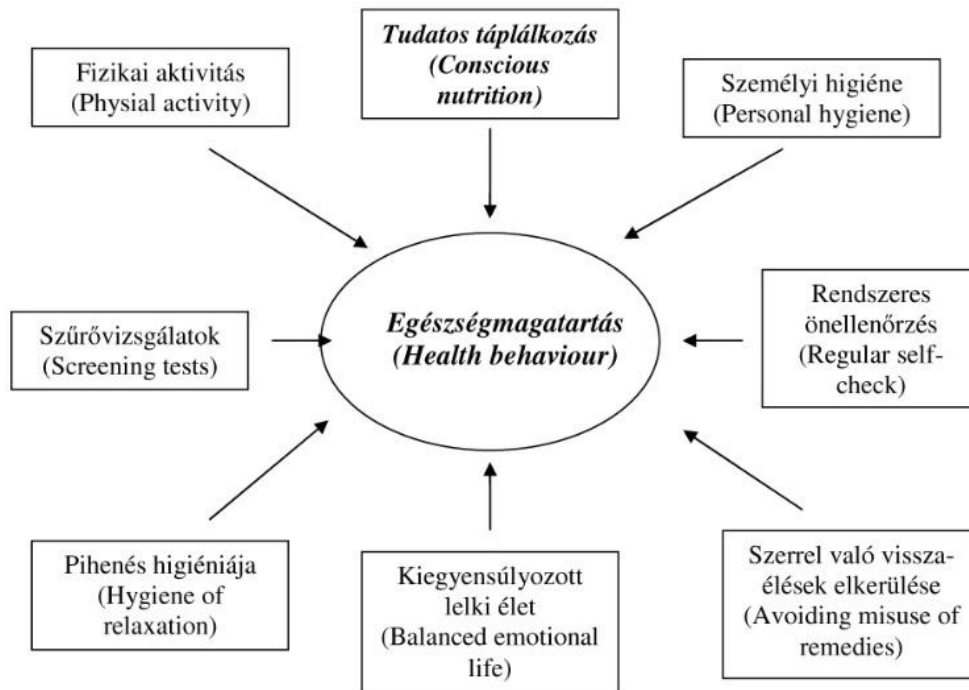 Fizikai aktivitás
(Physial activity)
Tudatos táplálkozás
(Conscious
nutrition)
Személyi higiéne
(Personal hygiene)
Szűrővizsgálatok
(Screening tests)
Egészségmagatartás
(Health behaviour)
Rendszeres
önellenőrzés
(Regular self-
check)
Pihenés higiéniája
(Hygiene of
relaxation)
Kiegyensúlyozott
lelki élet
(Balanced emotional
life)
Szerrel való vissza-
élések elkerülése
(Avoiding misuse of
remedies)